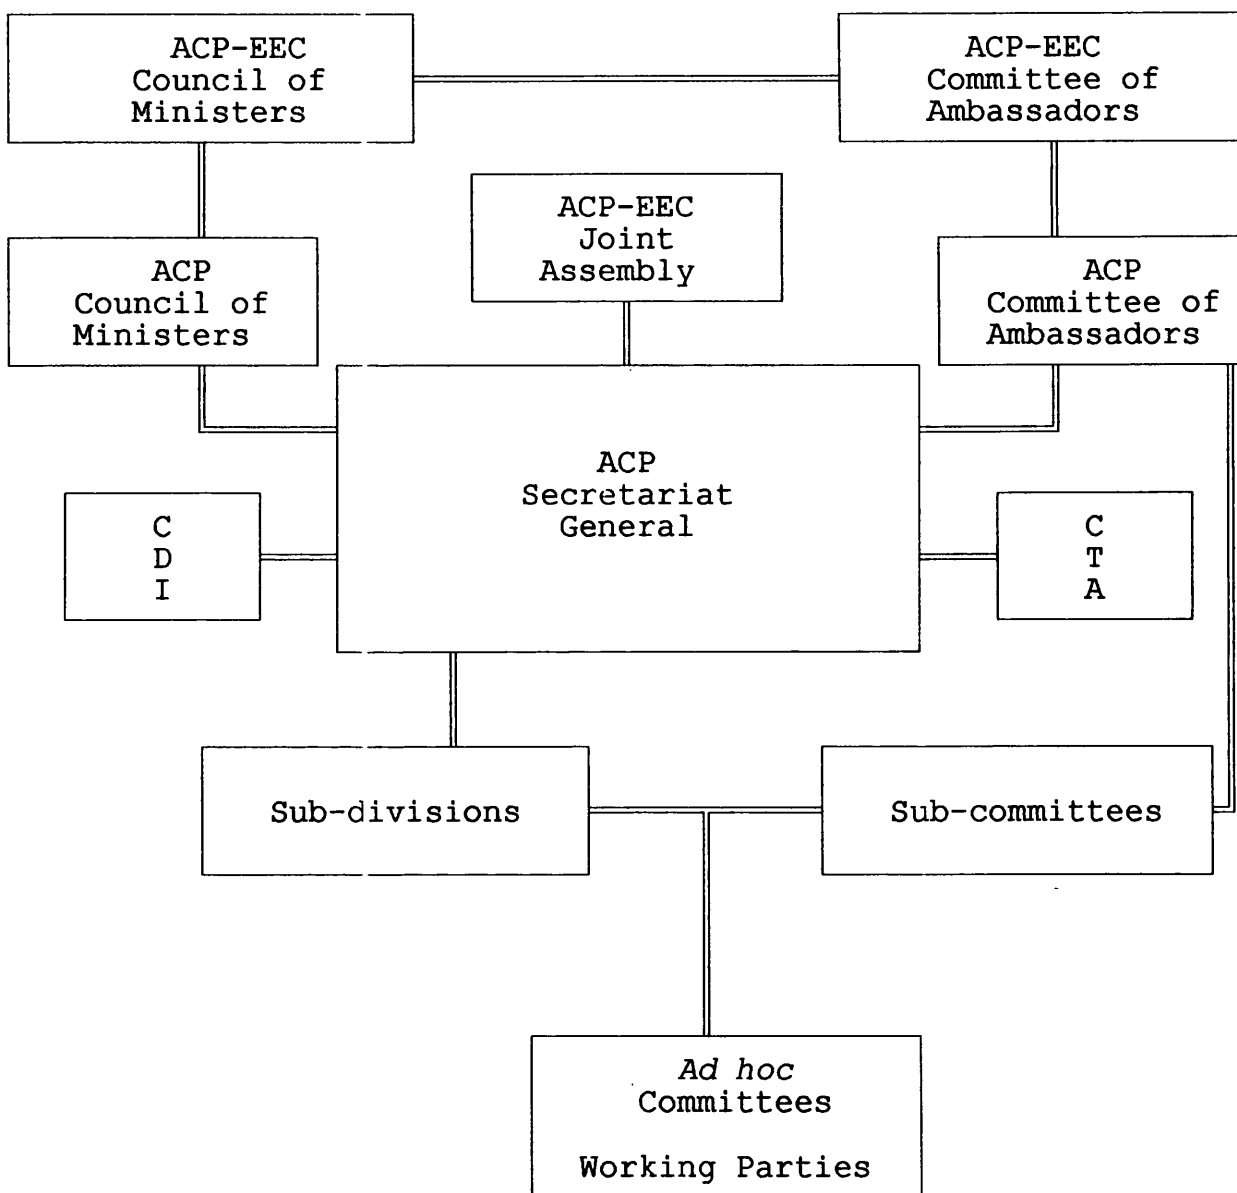 ACP-EEC
Council of
Ministers
ACP-EEC
Committee of
Ambassadors
ACP-EEC
Joint
Assembly
ACP
Council of
Ministers
ACP
Committee of
Ambassadors
ACP
Secretariat
General
C
D
I
C
T
A
Sub-divisions
Sub-committees
Ad hoc
Committees
Working Parties